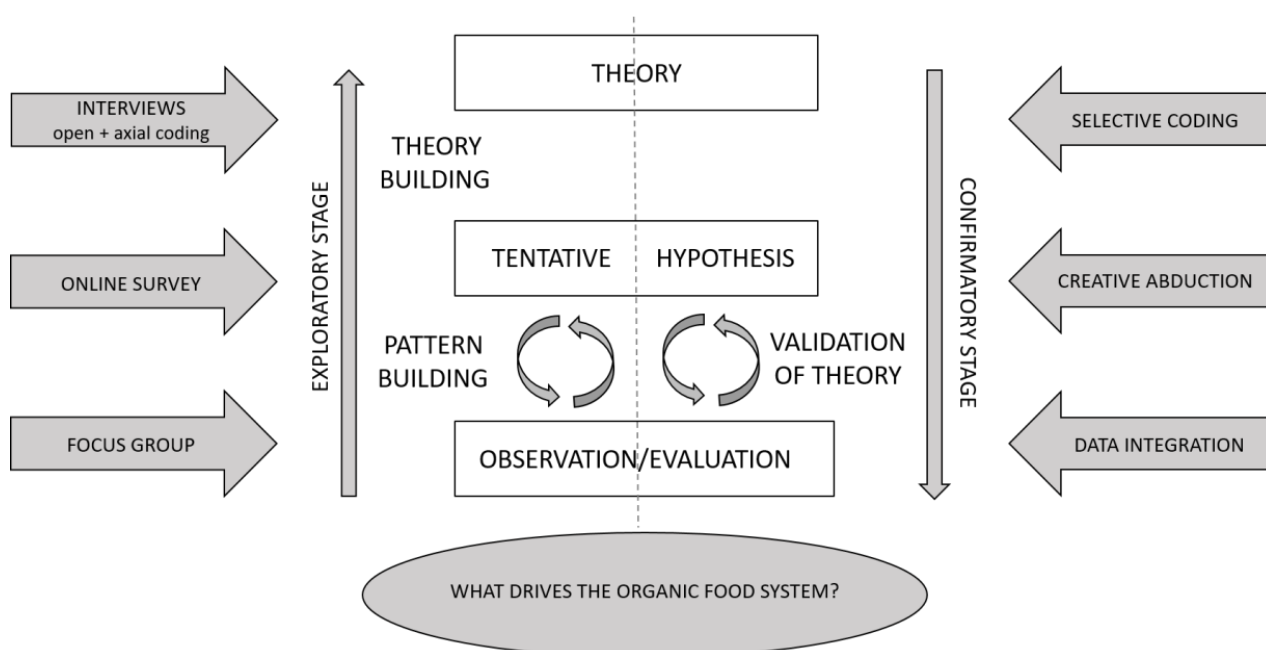 THEORY
INTERVIEWS
open + axial coding
SELECTIVE CODING
THEORY
BUILDING
EXPLORATORY STAGE
CONFIRMATORY STAGE
TENTATIVE HYPOTHESIS
ONLINE SURVEY
CREATIVE ABDUCTION
PATTERN
BUILDING
VALIDATION
OF THEORY
FOCUS GROUP
DATA INTEGRATION
OBSERVATION/EVALUATION
WHAT DRIVES THE ORGANIC FOOD SYSTEM?